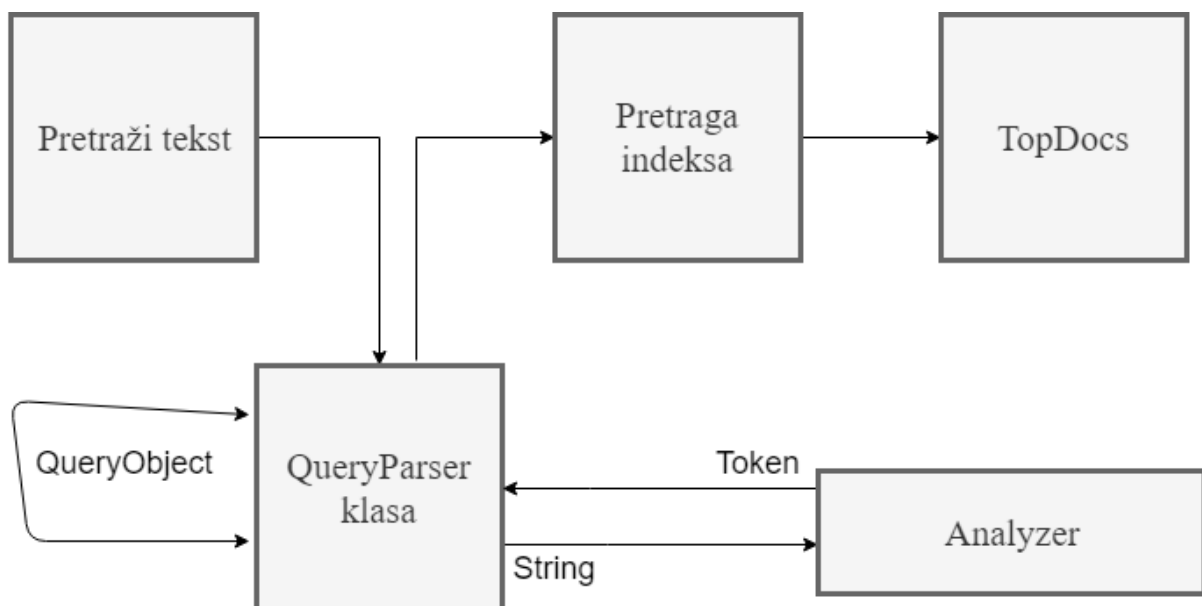 Pretraži tekst
Pretraga
indeksa
TopDocs
QueryObject
QueryParser
klasa
Token
String
Analyzer